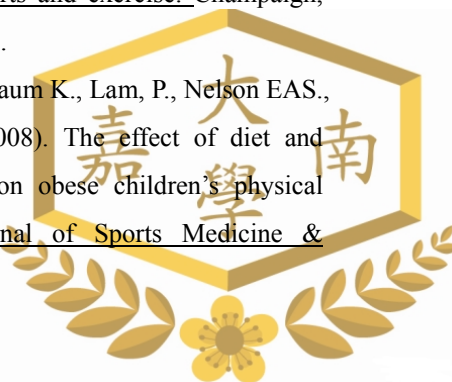 rts and exercise. Champaign,
.
aum K., Lam, P., Nelson EAS.,
008). The effect of diet and
on obese children's physical
nal of Sports Medicine &
大
嘉 南
學